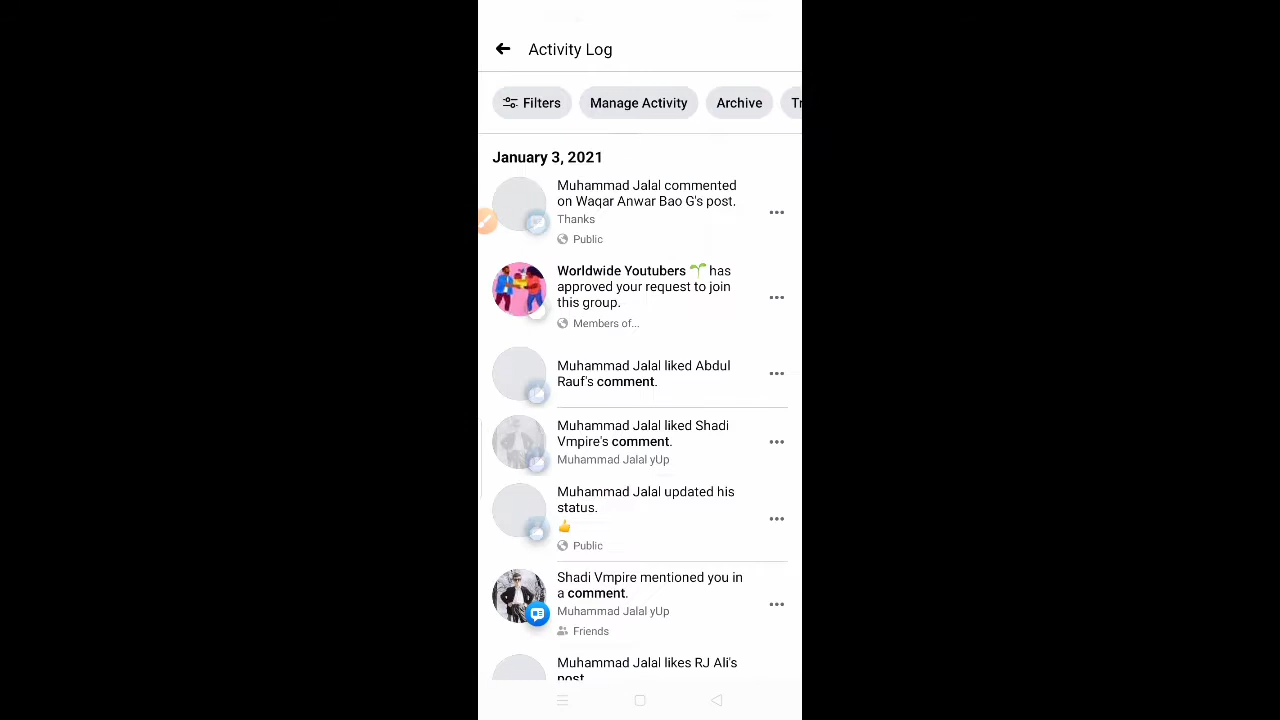 Activity Log
Filters
Manage Activity
Archive
Tr
January 3, 2021
Muhammad Jalal commented
on Waqar Anwar Bao G's post.
Thanks
Public
Worldwide Youtubers 🌱 has
approved your request to join
this group.
Members of...
Muhammad Jalal liked Abdul
Rauf's comment.
Muhammad Jalal liked Shadi
Vmpire's comment.
Muhammad Jalal yUp
Muhammad Jalal updated his
status.
👍
Public
Shadi Vmpire mentioned you in
a comment.
Muhammad Jalal yUp
Friends
Muhammad Jalal likes RJ Ali's
post